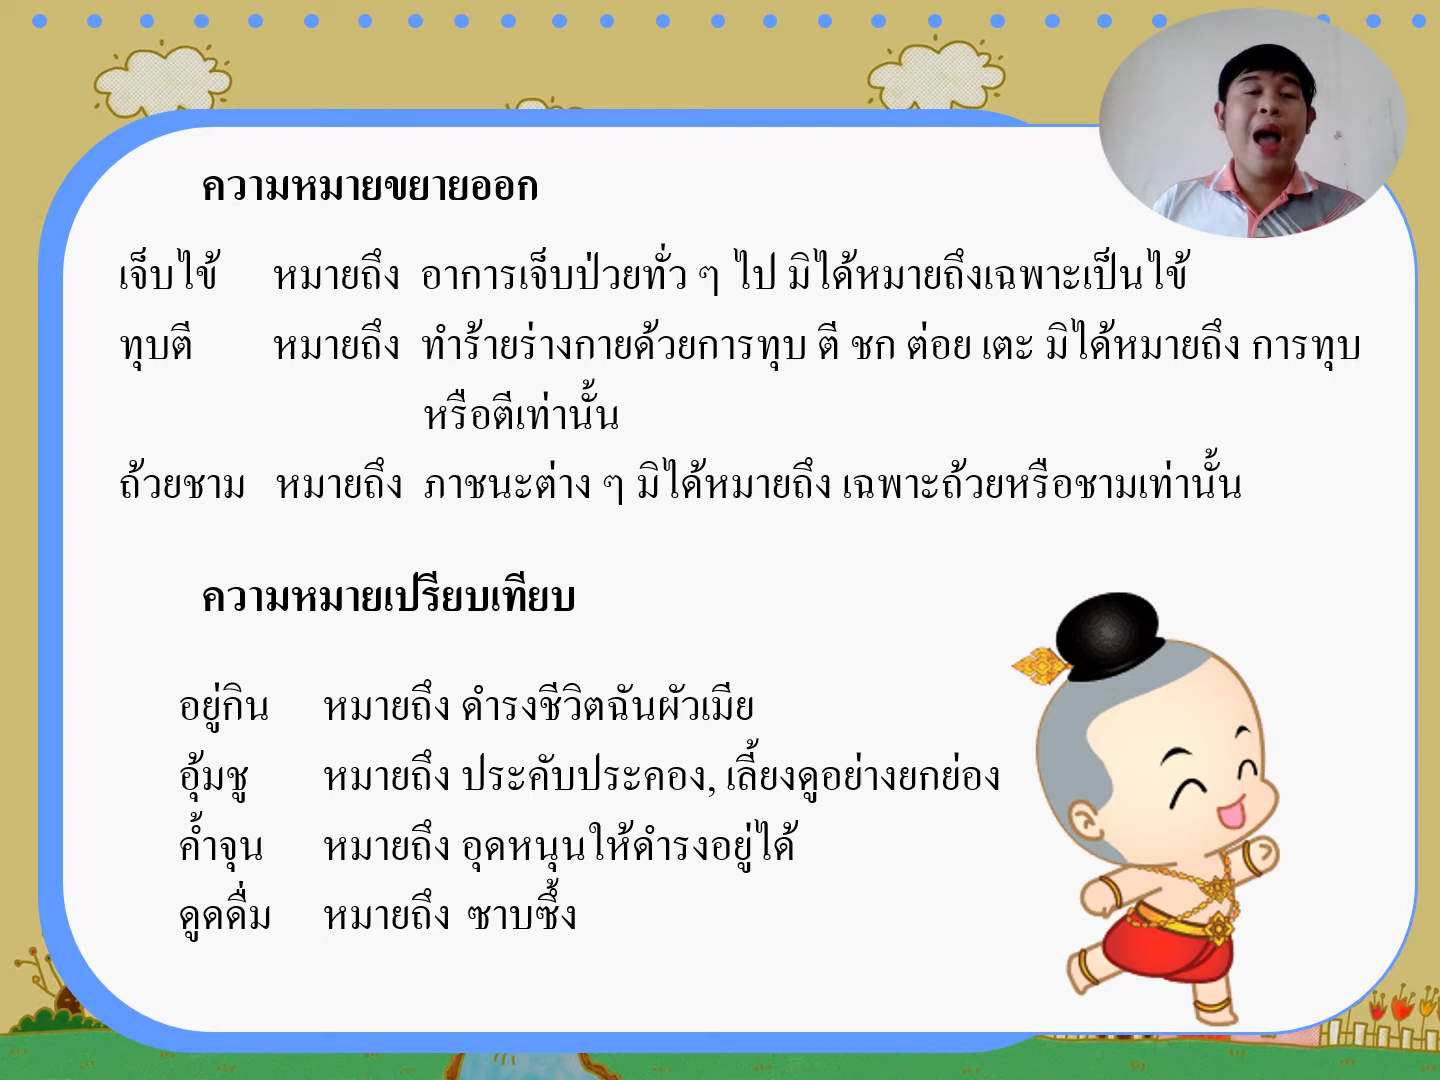 ความหมายขยายออก
เจ็บไข้ หมายถึง อาการเจ็บป่วยทั่ว ๆ ไป มิได้หมายถึงเฉพาะเป็นไข้
ทุบตี หมายถึง ทำร้ายร่างกายด้วยการทุบ ตี ชก ต่อย เตะ มิได้หมายถึง การทุบ
หรือตีเท่านั้น
ถ้วยชาม หมายถึง ภาชนะต่าง ๆ มิได้หมายถึง เฉพาะถ้วยหรือชามเท่านั้น
ความหมายเปรียบเทียบ
อยู่กิน หมายถึง ดำรงชีวิตฉันผัวเมีย
อุ้มชู หมายถึง ประคับประคอง, เลี้ยงดูอย่างยกย่อง
ค้ำจุน หมายถึง อุดหนุนให้ดำรงอยู่ได้
ดูดดื่ม หมายถึง ซาบซึ้ง